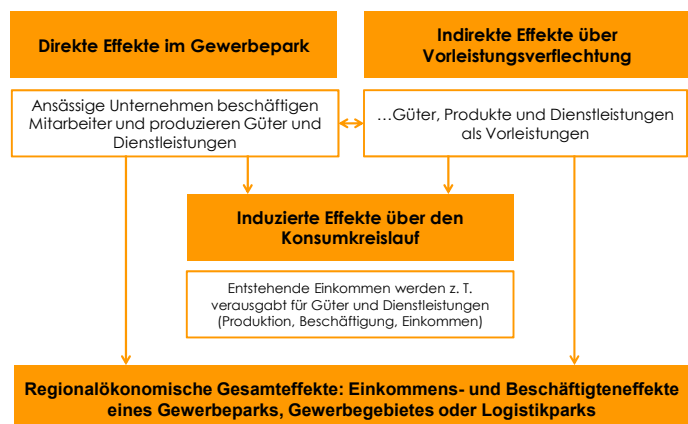 Direkte Effekte im Gewerbepark
Indirekte Effekte über
Vorleistungsverflechtung
Ansässige Unternehmen beschäftigen
Mitarbeiter und produzieren Güter und
Dienstleistungen
…Güter, Produkte und Dienstleistungen
als Vorleistungen
Induzierte Effekte über den
Konsumkreislauf
Entstehende Einkommen werden z. T.
verausgabt für Güter und Dienstleistungen
(Produktion, Beschäftigung, Einkommen)
Regionalökonomische Gesamteffekte: Einkommens- und Beschäftigteneffekte
eines Gewerbeparks, Gewerbegebietes oder Logistikparks